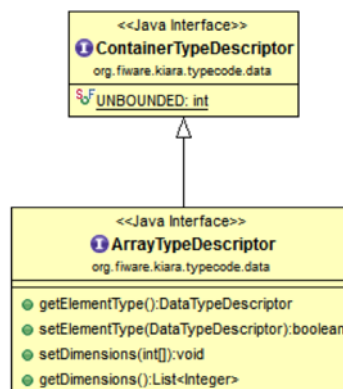 <<Java Interface>>
ContainerTypeDescriptor
org.fiware.kiara.typecode.data
UNBOUNDED: int
<<Java Interface>>
ArrayTypeDescriptor
org.fiware.kiara.typecode.data
getElementType():DataTypeDescriptor
setElementType(DataTypeDescriptor):boolean
setDimensions(int[]):void
getDimensions():List<Integer>